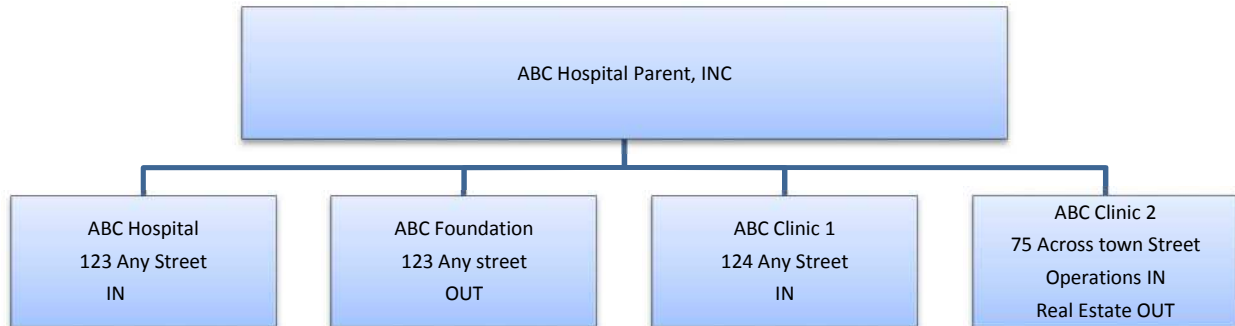 ABC Hospital Parent, INC
ABC Hospital
123 Any Street
IN
ABC Foundation
123 Any street
OUT
ABC Clinic 1
124 Any Street
IN
ABC Clinic 2
75 Across town Street
Operations IN
Real Estate OUT